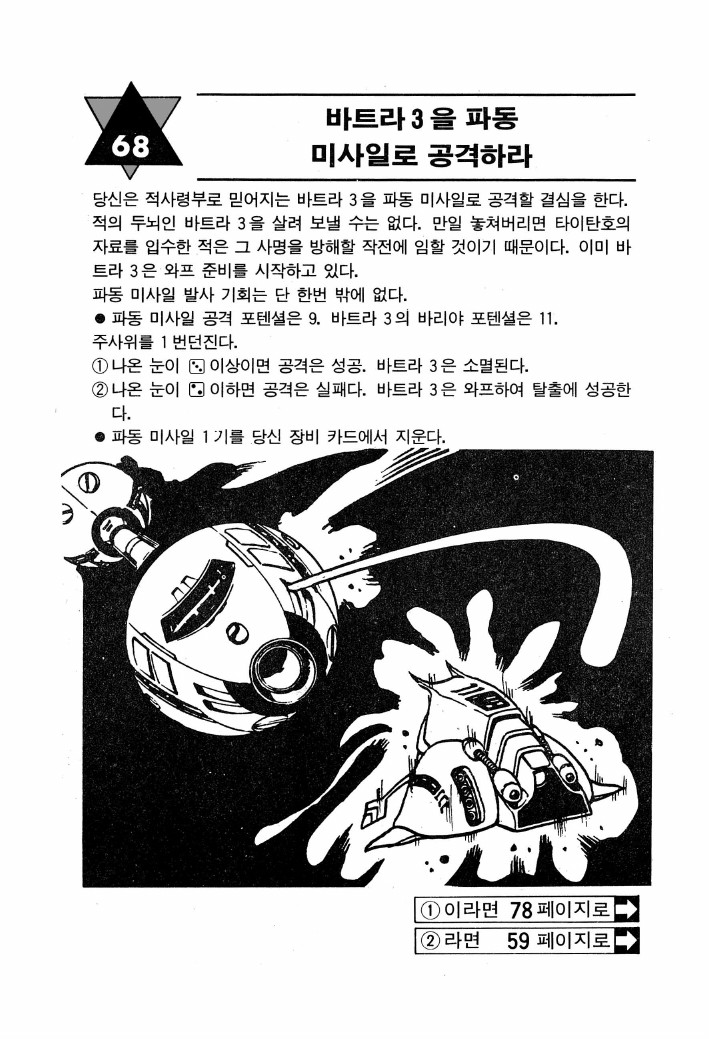 68
바트라 3 을 파동
미사일로 공격하라
당신은 적사령부로 믿어지는 바트라 3 을 파동 미사일로 공격할 결심을 한다.
적의 두뇌인 바트라 3 을 살려 보낼 수는 없다. 만일 놓쳐버리면 타이탄호의
자료를 입수한 적은 그 사명을 방해할 작전에 임할 것이기 때문이다. 이미 바
트라 3 은 와프 준비를 시작하고 있다.
파동 미사일 발사 기회는 단 한번 밖에 없다.
● 파동 미사일 공격 포텐셜은 9. 바트라 3 의 바리야 포텐셜은 11.
주사위를 1 번던진다.
① 나온 눈이 ⚂ 이상이면 공격은 성공. 바트라 3 은 소멸된다.
② 나온 눈이 ⚁ 이하면 공격은 실패다. 바트라 3 은 와프하여 탈출에 성공한
다.
● 파동 미사일 1 기를 당신 장비 카드에서 지운다.
① 이라면 78 페이지로
② 라면 59 페이지로